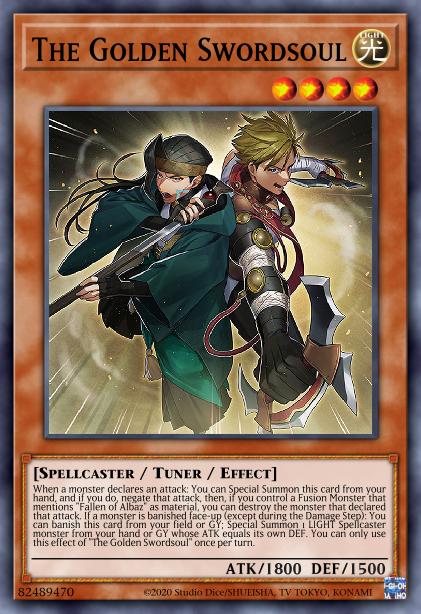 THE GOLDEN SWORDSOUL
LIGHT
光
[SPELLCASTER / TUNER / EFFECT]
When a monster declares an attack: You can Special Summon this card from your
hand, and if you do, negate that attack, then, if you control a Fusion Monster that
mentions "Fallen of Albaz" as material, you can destroy the monster that declared
that attack. If a monster is banished face-up (except during the Damage Step): You
can banish this card from your field or GY; Special Summon 1 LIGHT Spellcaster
monster from your hand or GY whose ATK equals its own DEF. You can only use
this effect of "The Golden Swordsoul" once per turn.
ATK/1800 DEF/1500
82489470
©2020 Studio Dice/SHUEISHA, TV TOKYO, KONAMI